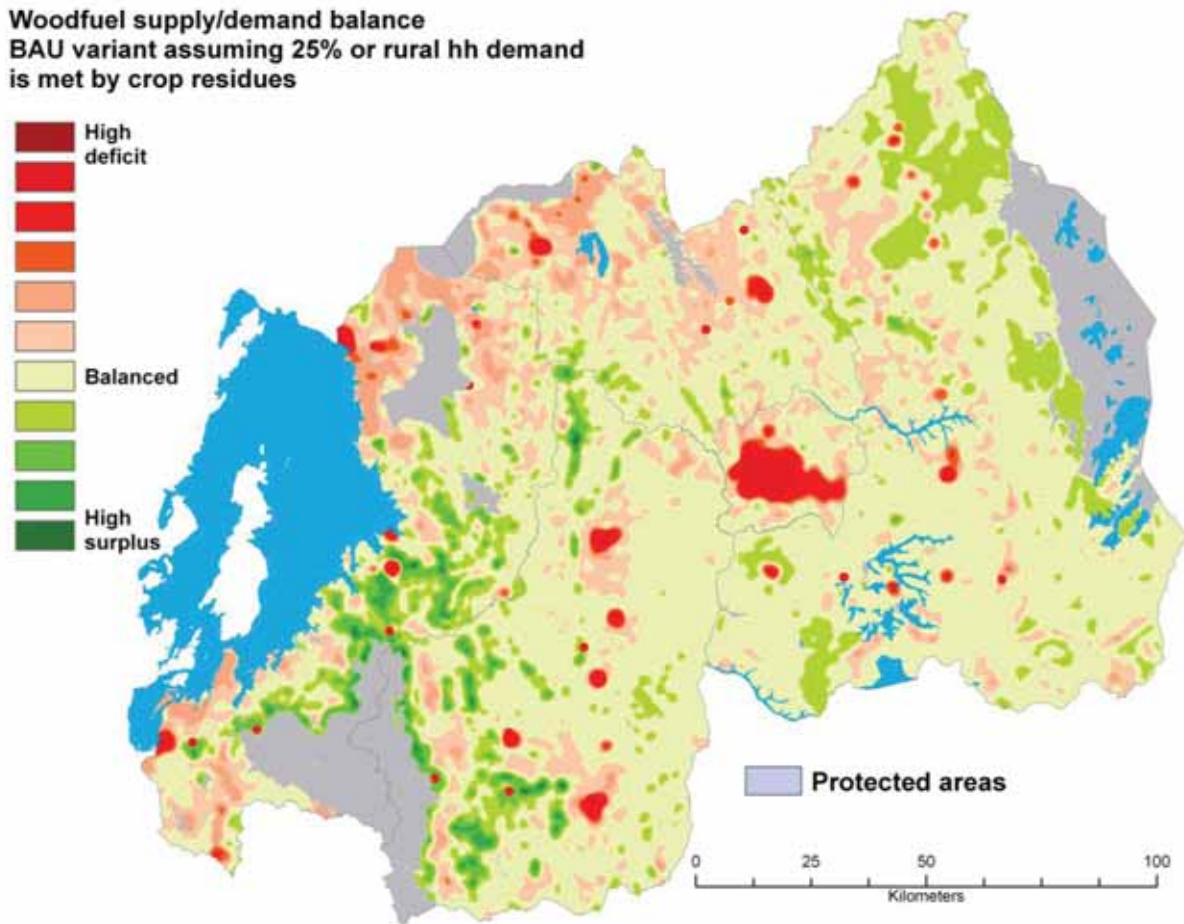 Woodfuel supply/demand balance
BAU variant assuming 25% or rural hh demand
is met by crop residues
High
deficit
Balanced
High
surplus
Protected areas
0 25 50 100
Kilometers